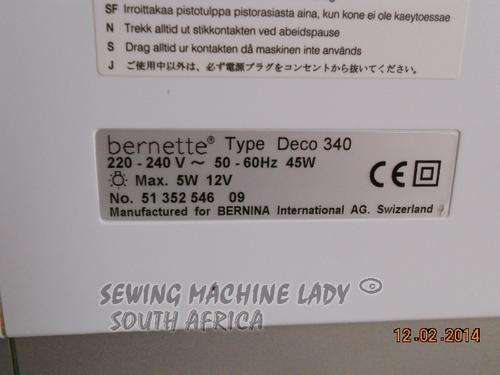 SF Irroittakaa pistotulppa pistorasiasta aina, kun kone ei ole kaeytoessae
N Trekk alltid ut stikkontakten ved abeidspause
S Drag alltid ur kontakten då maskinen inte används
J ご使用中以外は、必ず電源プラグをコンセントから抜いてください。
bernette® Type Deco 340
220 - 240 V ~ 50 - 60Hz 45W
Max. 5W 12V
No. 51 352 546 09
Manufactured for BERNINA International AG. Swizerland
CE
SEWING MACHINE LADY ©
SOUTH AFRICA
12.02.2014